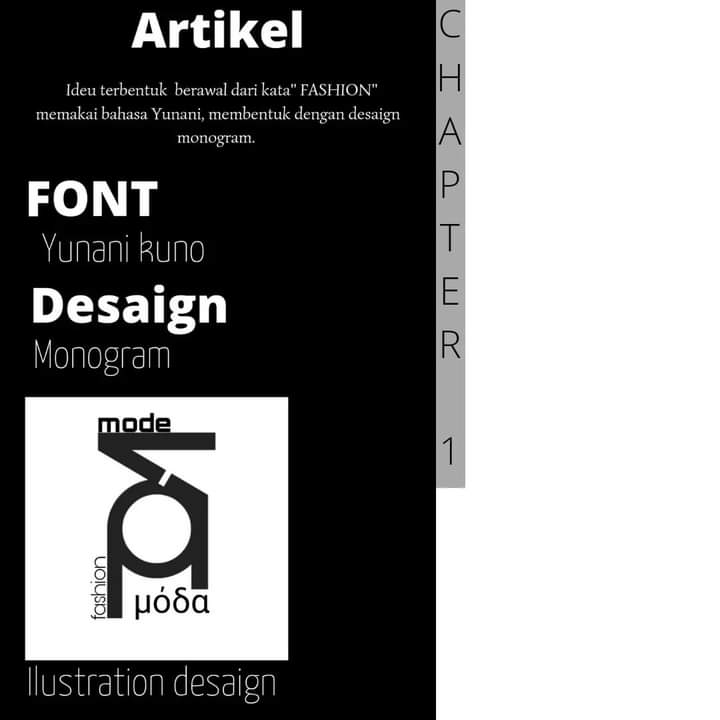 Artikel
Ideu terbentuk berawal dari kata" FASHION"
memakai bahasa Yunani, membentuk dengan desaign
monogram.
FONT
Yunani kuno
Desaign
Monogram
mode
fashion
μόδα
Ilustration desaign
CHAPTER 1